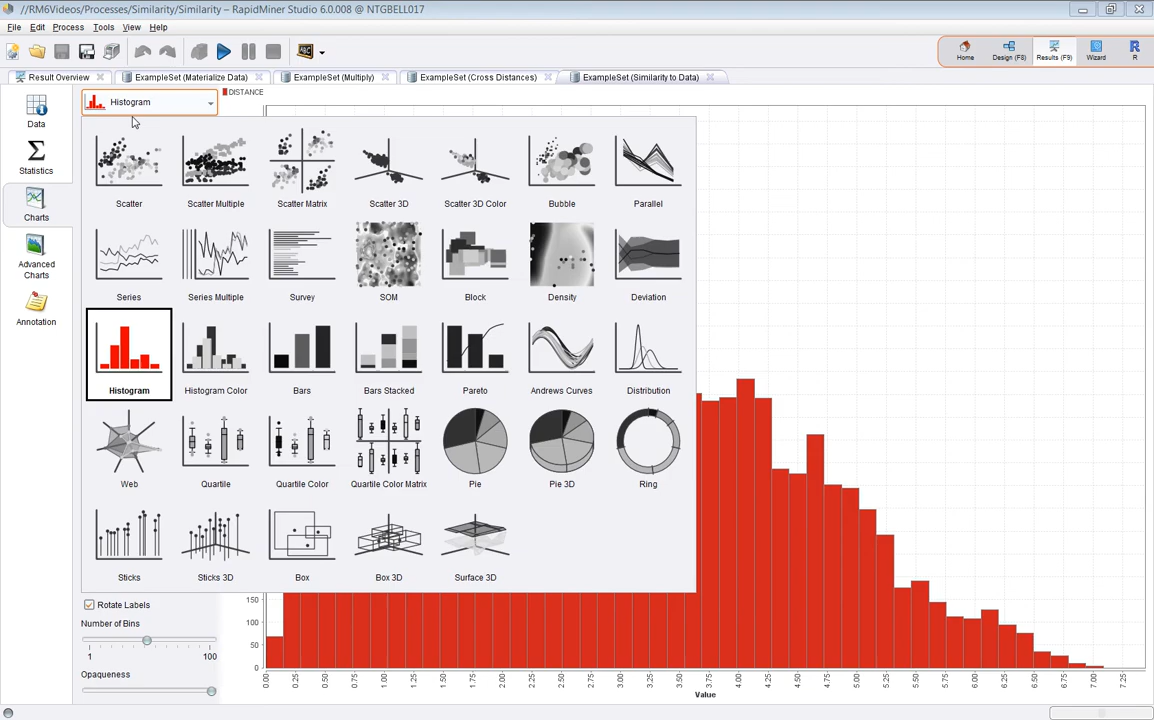 //RM6Videos/Processes/Similarity/Similarity – RapidMiner Studio 6.0.008 @ NTGBELL017
File Edit Process Tools View Help
ABC
Home Design (F8) Results (F9) Wizard R
R
Result Overview ExampleSet (Materialize Data) ExampleSet (Multiply) ExampleSet (Cross Distances) ExampleSet (Similarity to Data)
Data
Statistics
Charts
Advanced
Charts
Annotation
Histogram
DISTANCE
Scatter Scatter Multiple Scatter Matrix Scatter 3D Scatter 3D Color Bubble Parallel
Series Series Multiple Survey SOM Block Density Deviation
Histogram Histogram Color Bars Bars Stacked Pareto Andrews Curves Distribution
Web Quartile Quartile Color Quartile Color Matrix Pie Pie 3D Ring
Sticks Sticks 3D Box Box 3D Surface 3D
Rotate Labels
Number of Bins
1 100
Opaqueness
150
100
50
0
0.00 0.25 0.50 0.75 1.00 1.25 1.50 1.75 2.00 2.25 2.50 2.75 3.00 3.25 3.50 3.75 4.00 4.25 4.50 4.75 5.00 5.25 5.50 5.75 6.00 6.25 6.50 6.75 7.00 7.25
Value